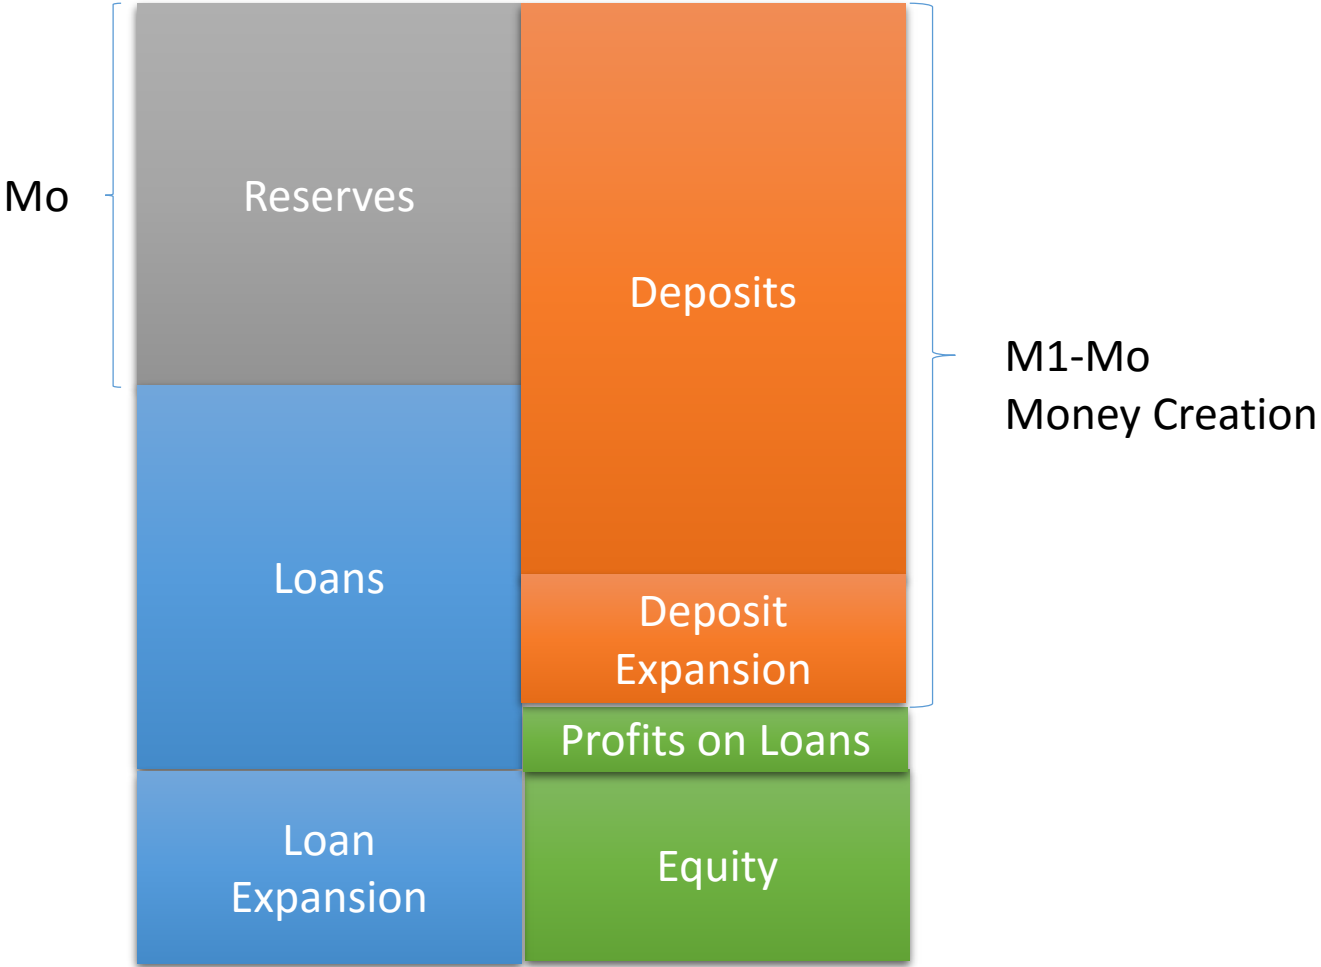 Mo
Reserves
Deposits
M1-Mo
Money Creation
Loans
Deposit
Expansion
Profits on Loans
Loan
Expansion
Equity